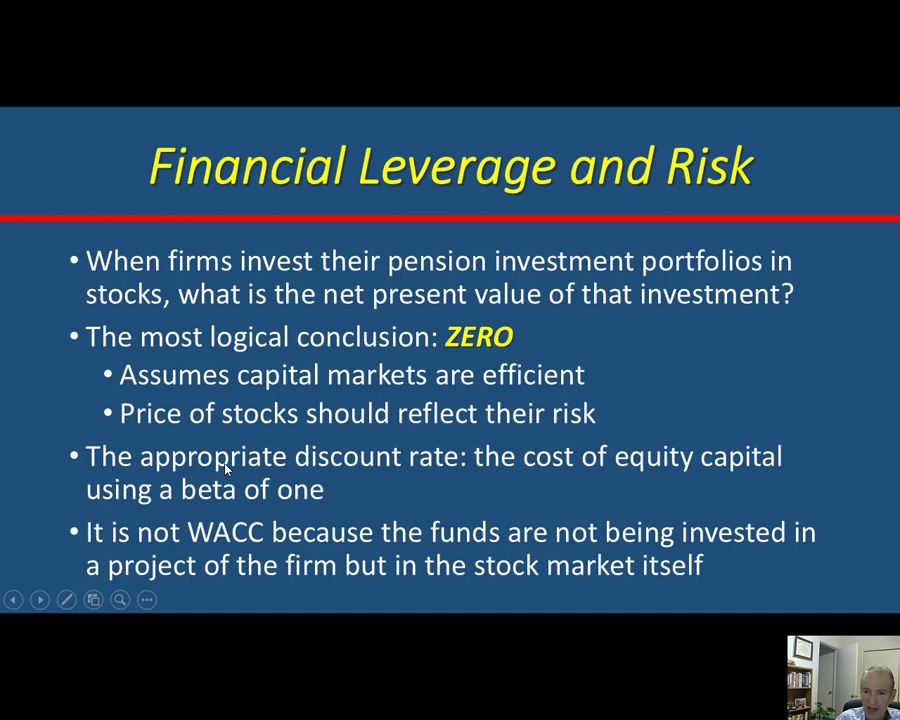 Financial Leverage and Risk
• When firms invest their pension investment portfolios in
stocks, what is the net present value of that investment?
• The most logical conclusion: ZERO
• Assumes capital markets are efficient
• Price of stocks should reflect their risk
• The appropriate discount rate: the cost of equity capital
using a beta of one
• It is not WACC because the funds are not being invested in
a project of the firm but in the stock market itself